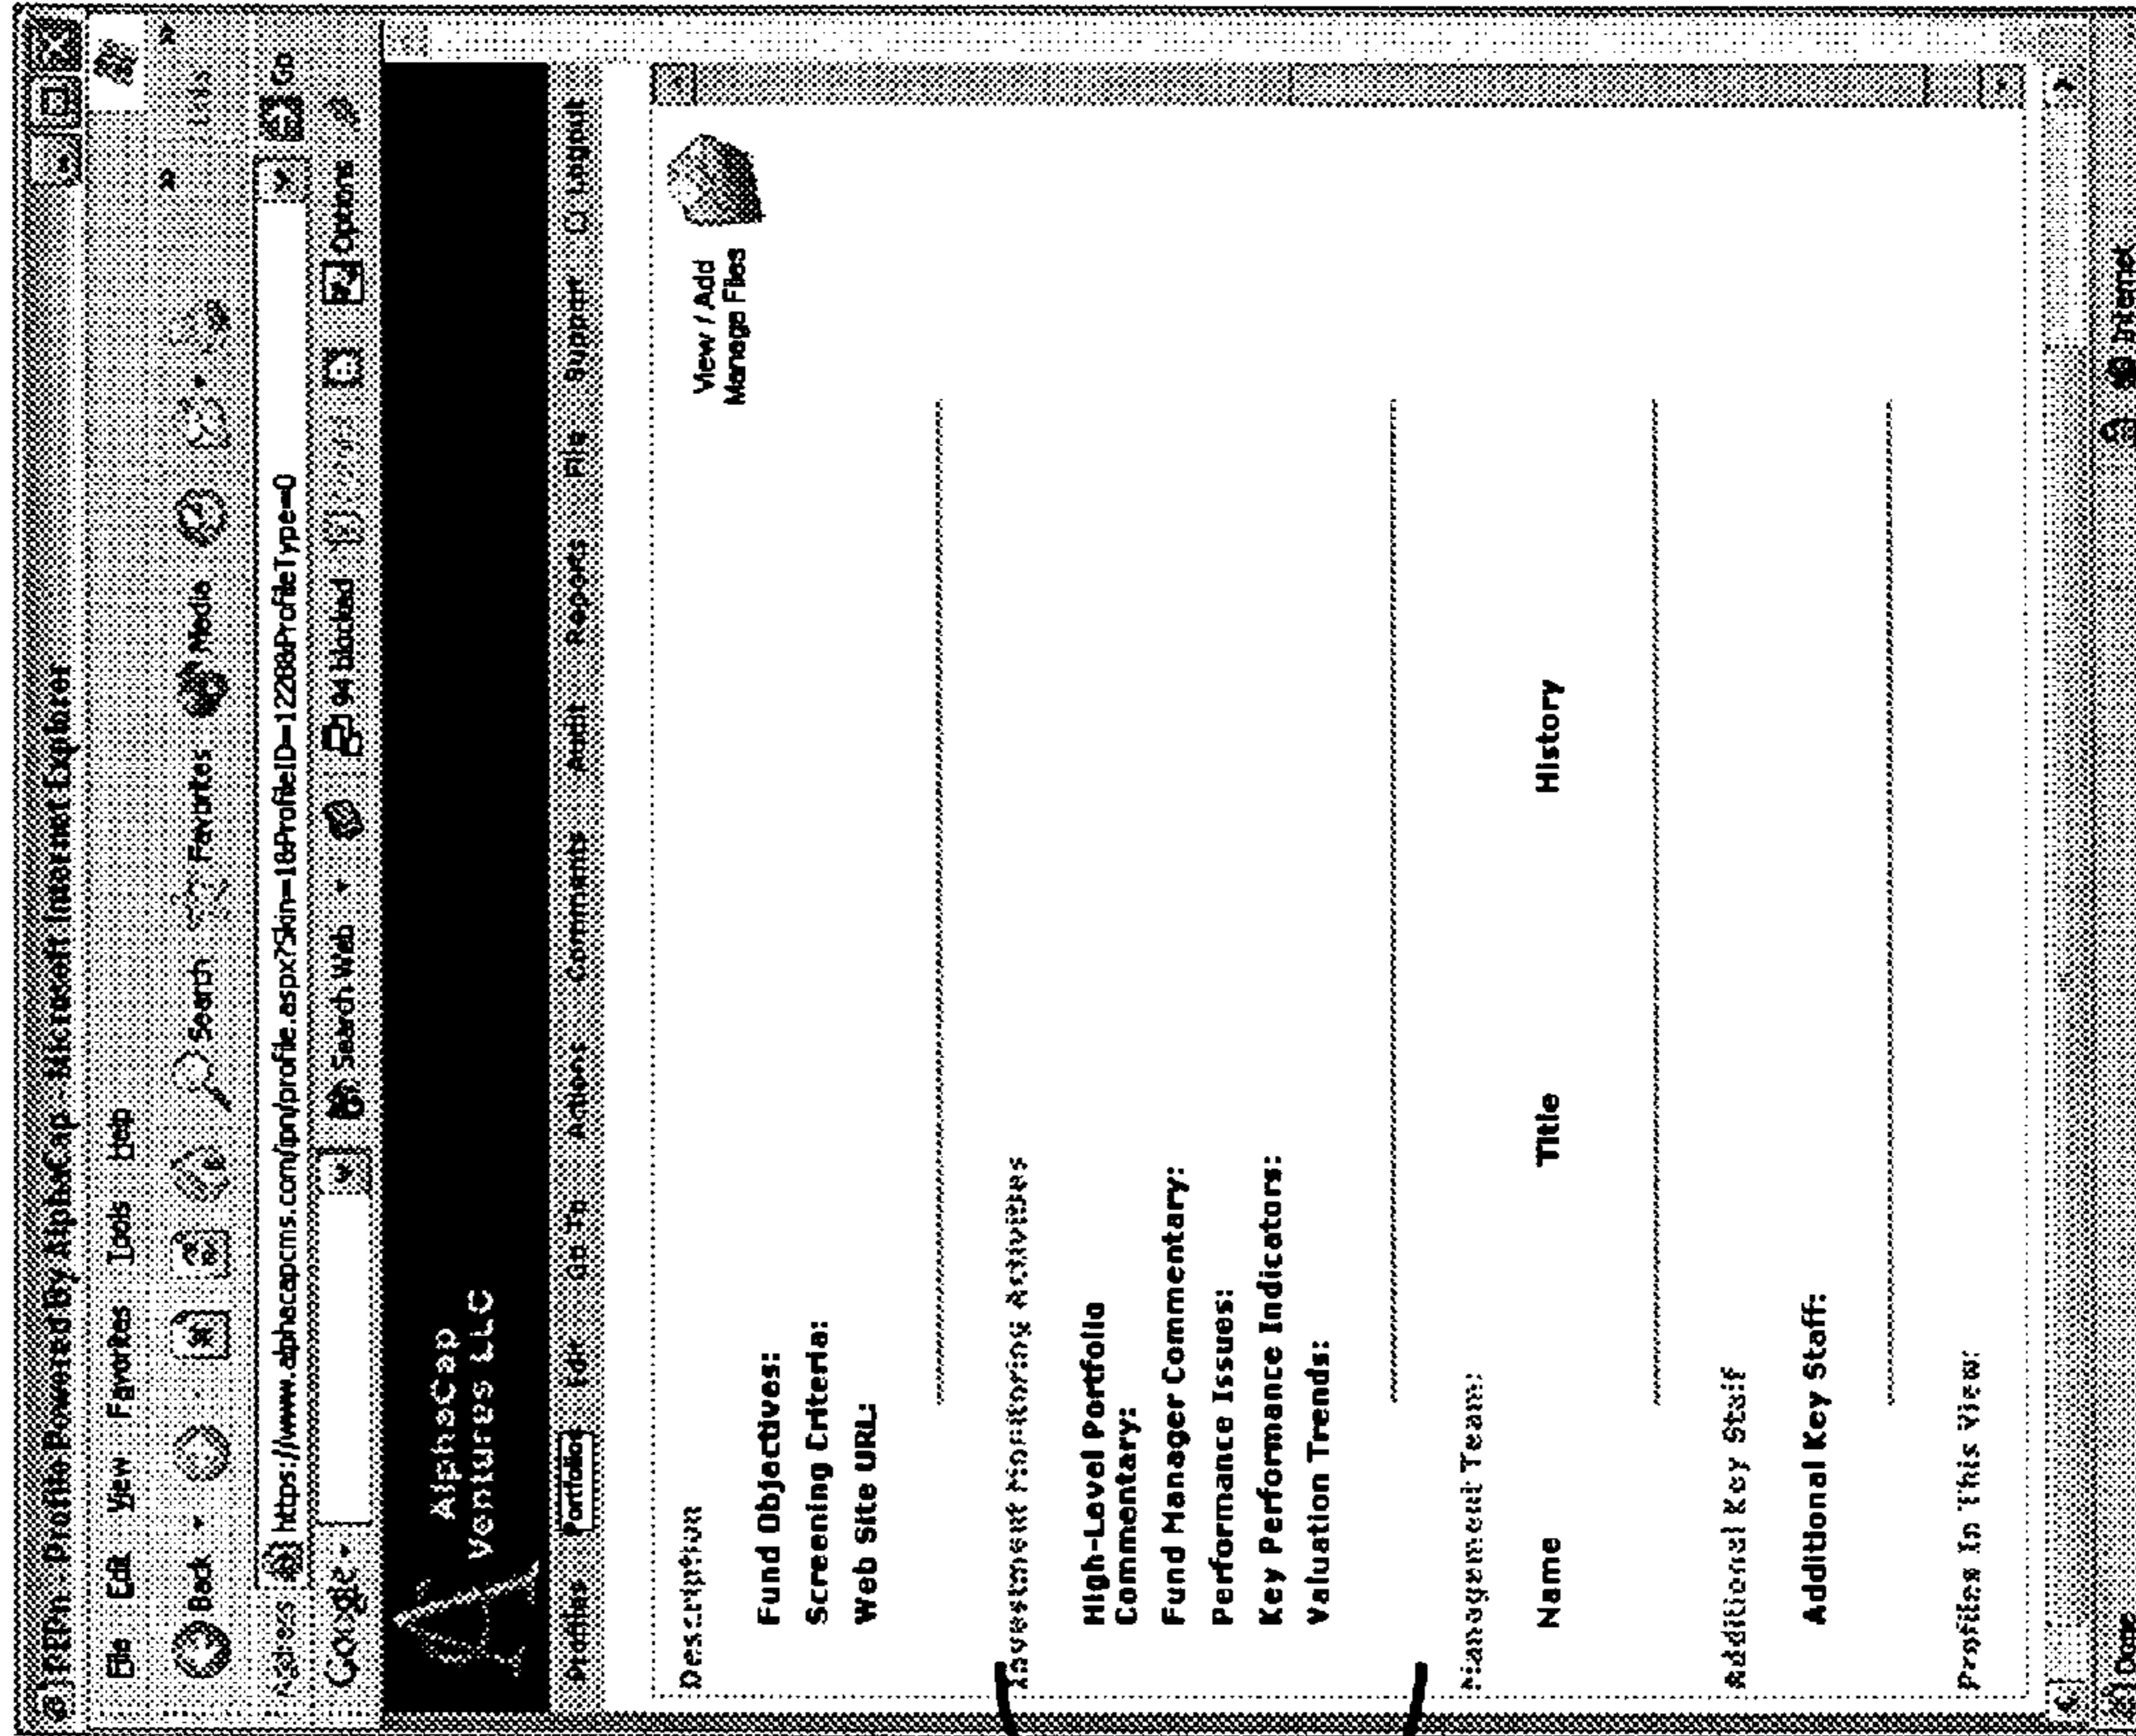 Profile Powered By AlphaCap - Microsoft Internet Explorer
File Edit View Favorites Tools Help
Back Search Favorites Media
Address https://www.alphacapcms.com/ipn/profile.aspx?Skin=1&ProfileID=1228&ProfileType=0 Go
Google Search Web 94 blocked Options
AlphaCap
Ventures LLC
Profiles Portfolio Edit Go To Actions Comments Audit Reports File Support Logout
Description
View / Add
Manage Files
Fund Objectives:
Screening Criteria:
Web Site URL:
Investment Monitoring Activities
High-Level Portfolio
Commentary:
Fund Manager Commentary:
Performance Issues:
Key Performance Indicators:
Valuation Trends:
Management Team:
Name Title History
Additional Key Staff
Additional Key Staff:
Profiles In This View:
Done Internet